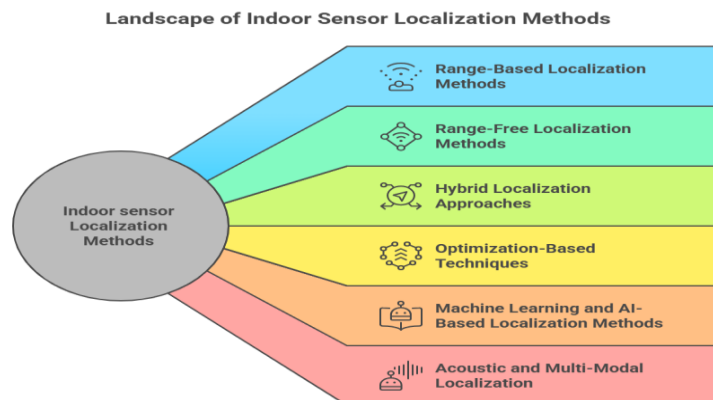 Landscape of Indoor Sensor Localization Methods
Indoor sensor
Localization
Methods
Range-Based Localization
Methods
Range-Free Localization
Methods
Hybrid Localization
Approaches
Optimization-Based
Techniques
Machine Learning and AI-
Based Localization Methods
Acoustic and Multi-Modal
Localization